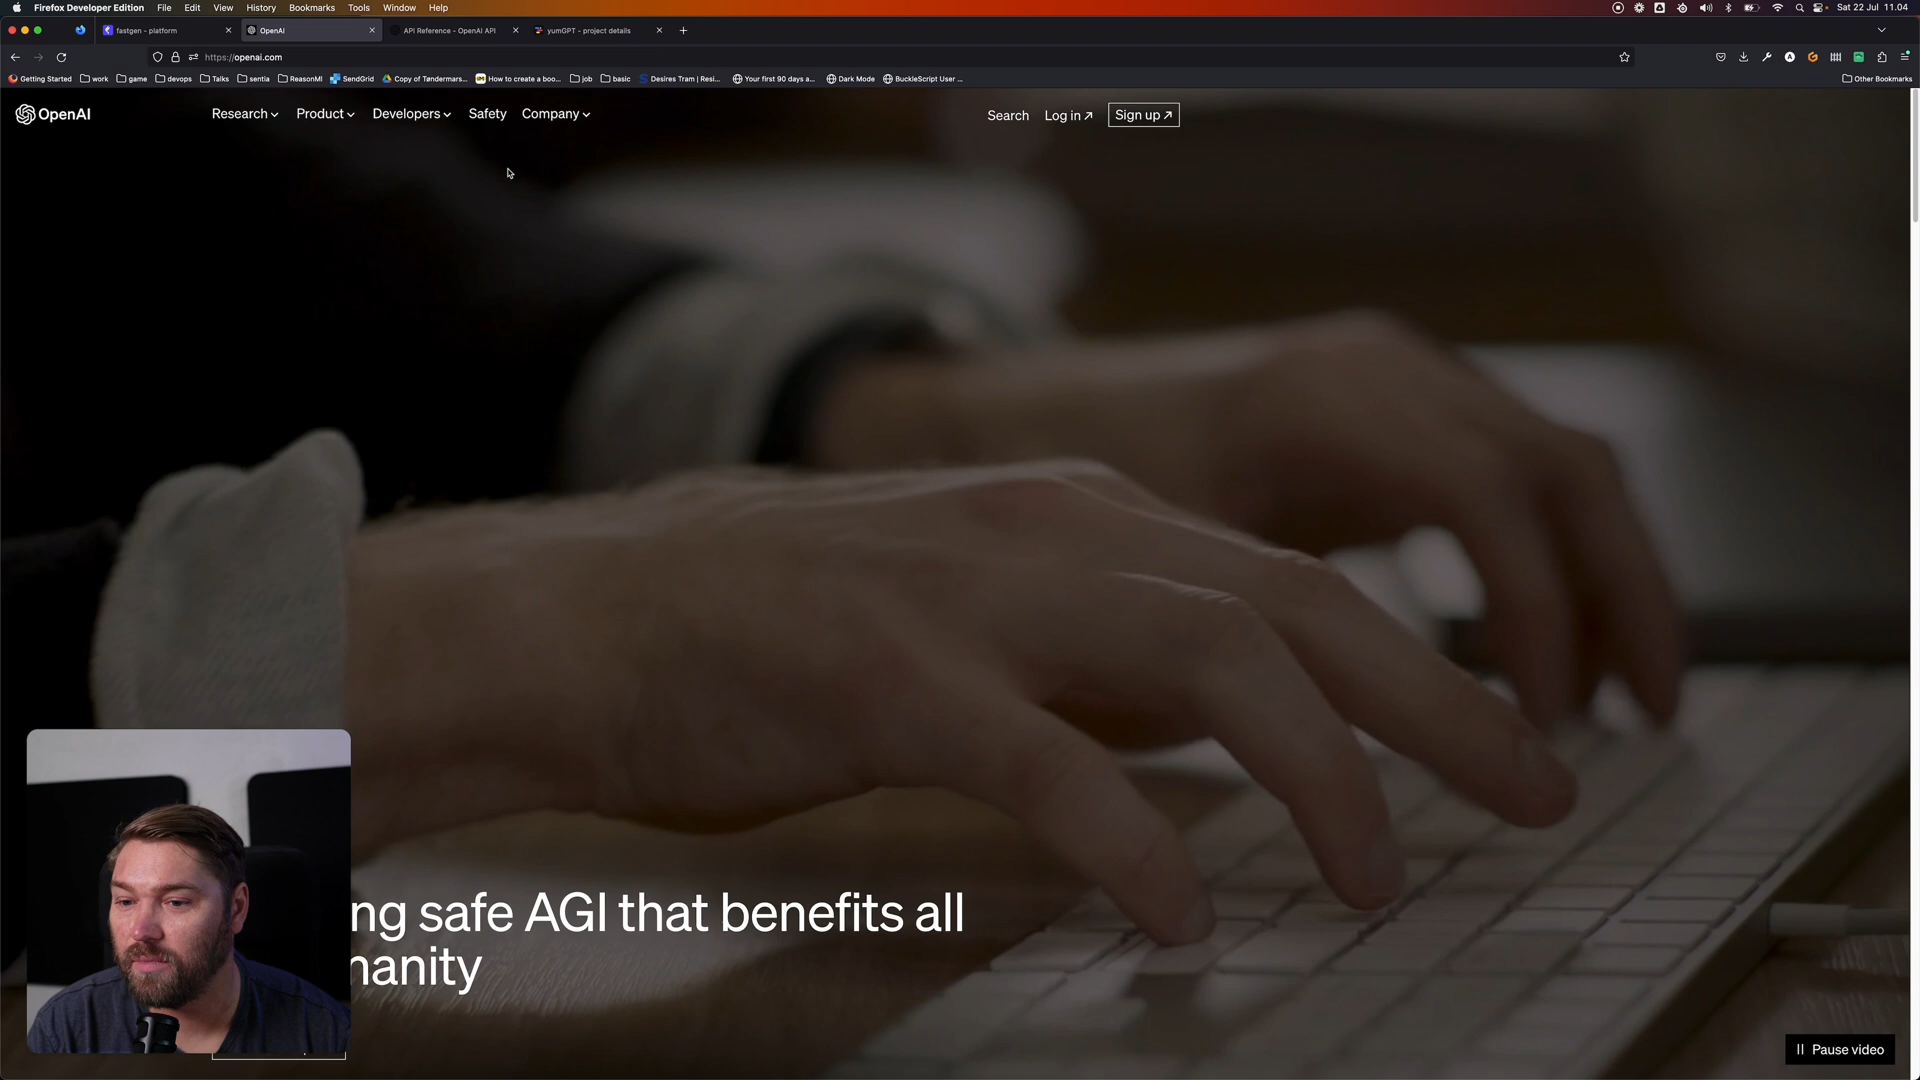 Firefox Developer Edition File Edit View History Bookmarks Tools Window Help Sat 22 Jul 11.04
fastgen - platform OpenAI API Reference - OpenAI API yumGPT - project details
https://openai.com
Getting Started work game devops Talks sentia ReasonMl SendGrid Copy of Tøndermars... How to create a boo... job basic Desires Tram | Resi... Your first 90 days a... Dark Mode BuckleScript User ... Other Bookmarks
OpenAI Research Product Developers Safety Company Search Log in Sign up
ng safe AGI that benefits all
manity
Pause video